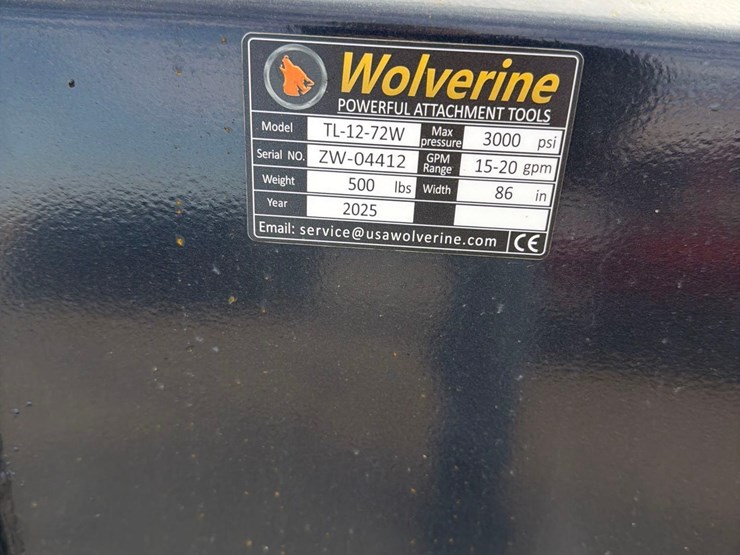 Wolverine
POWERFUL ATTACHMENT TOOLS
Model TL-12-72W Max pressure 3000 psi
Serial NO. ZW-04412 GPM Range 15-20 gpm
Weight 500 lbs Width 86 in
Year 2025
Email: service@usawolverine.com CE